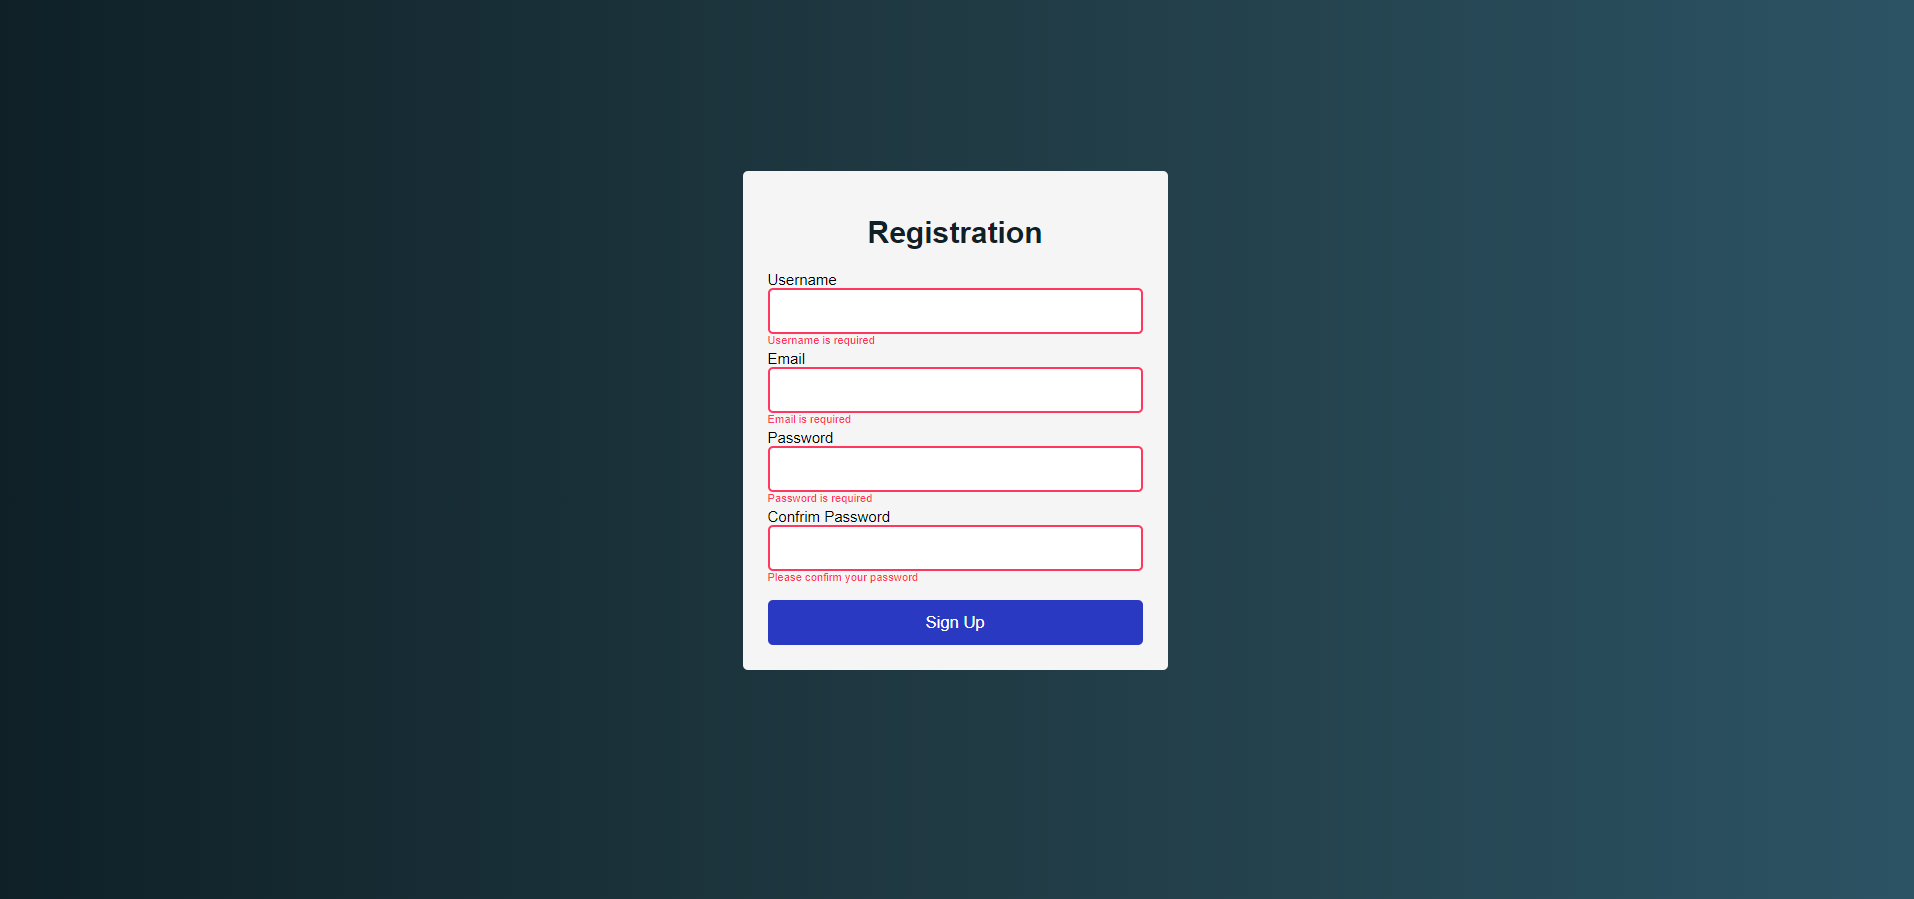 Registration
Username
Username is required
Email
Email is required
Password
Password is required
Confrim Password
Please confirm your password
Sign Up